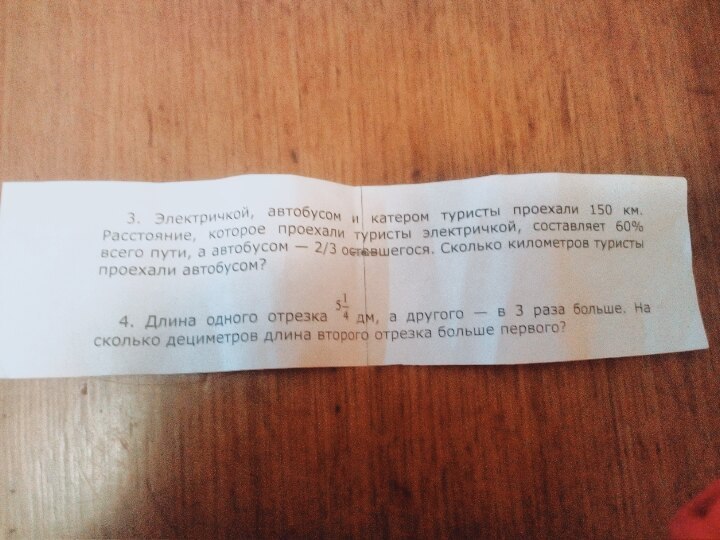 3. Электричкой, автобусом и катером туристы проехали 150 км.
Расстояние, которое проехали туристы электричкой, составляет 60%
всего пути, а автобусом — 2/3 оставшегося. Сколько километров туристы
проехали автобусом?
4. Длина одного отрезка 5 1/4 дм, а другого — в 3 раза больше. На
сколько дециметров длина второго отрезка больше первого?